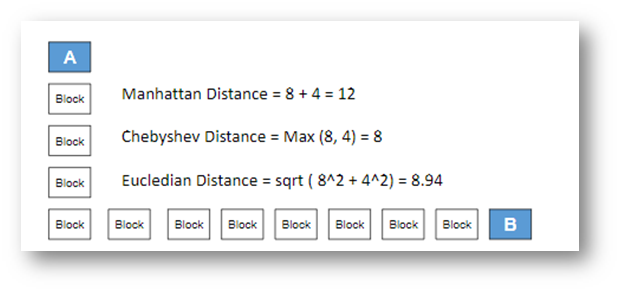 A
Block Manhattan Distance = 8 + 4 = 12
Block Chebyshev Distance = Max (8, 4) = 8
Block Eucledian Distance = sqrt ( 8^2 + 4^2) = 8.94
Block Block Block Block Block Block Block Block B